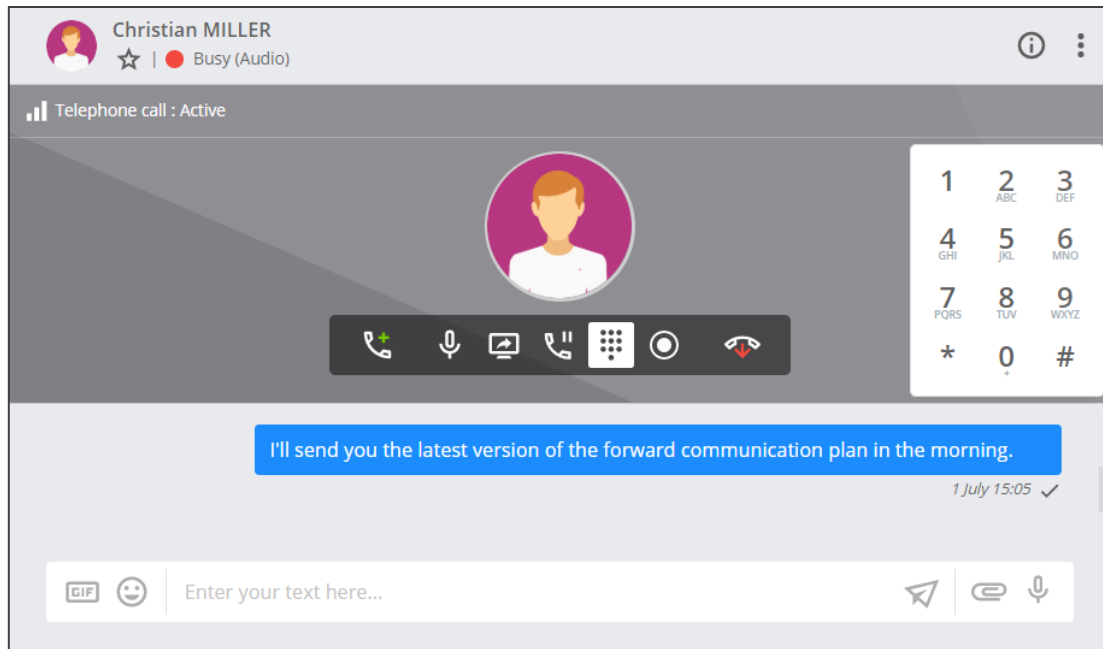 Christian MILLER
Busy (Audio)
Telephone call : Active
1 2 ABC 3 DEF
4 GHI 5 JKL 6 MNO
7 PQRS 8 TUV 9 WXYZ
* 0 + #
I'll send you the latest version of the forward communication plan in the morning.
1 July 15:05
GIF Enter your text here...